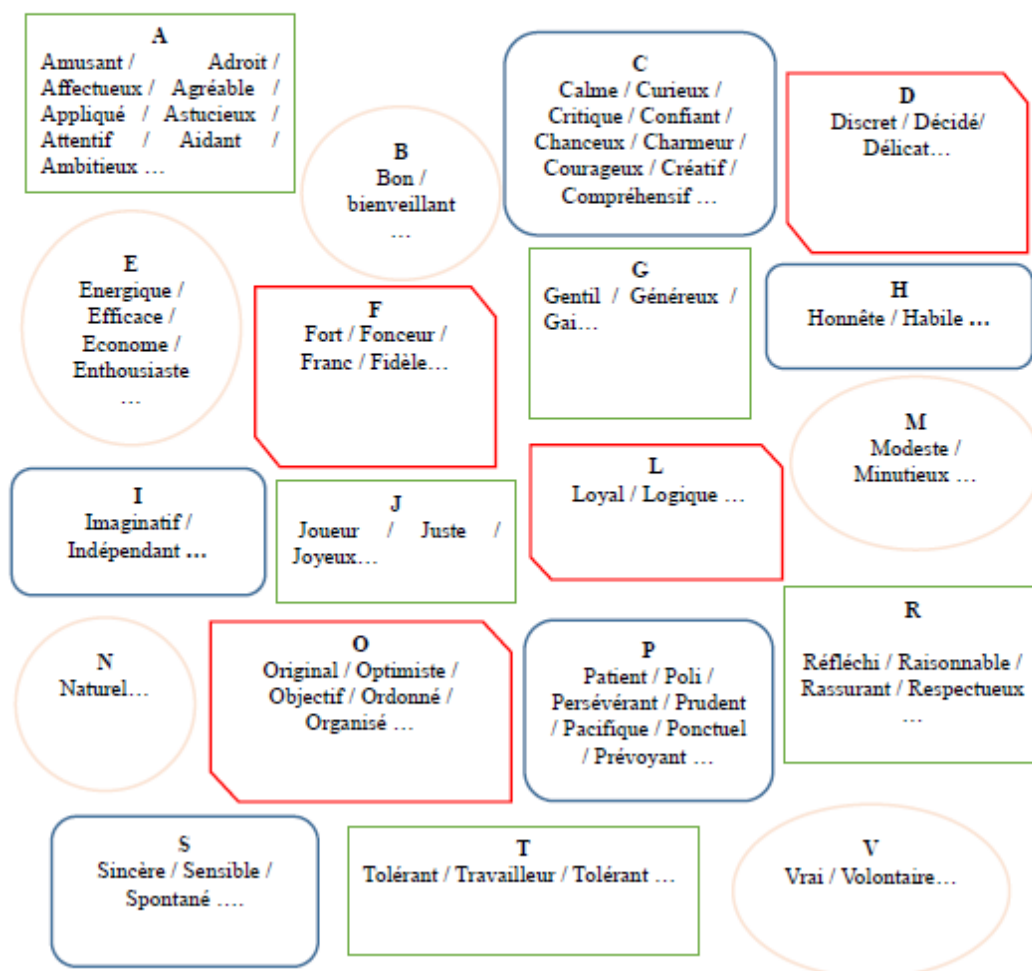 A
Amusant / Adroit /
Affectueux / Agréable /
Appliqué / Astucieux /
Attentif / Aidant /
Ambitieux …
B
Bon /
bienveillant
…
C
Calme / Curieux /
Critique / Confiant /
Chanceux / Charmeur /
Courageux / Créatif /
Compréhensif …
D
Discret / Décidé/
Délicat…
E
Energique /
Efficace /
Econome /
Enthousiaste
…
F
Fort / Fonceur /
Franc / Fidèle…
G
Gentil / Généreux /
Gai…
H
Honnête / Habile …
I
Imaginatif /
Indépendant …
J
Joueur / Juste /
Joyeux…
L
Loyal / Logique …
M
Modeste /
Minutieux …
N
Naturel…
O
Original / Optimiste /
Objectif / Ordonné /
Organisé …
P
Patient / Poli /
Persévérant / Prudent
/ Pacifique / Ponctuel
/ Prévoyant …
R
Réfléchi / Raisonnable /
Rassurant / Respectueux
…
S
Sincère / Sensible /
Spontané ….
T
Tolérant / Travailleur / Tolérant …
V
Vrai / Volontaire…